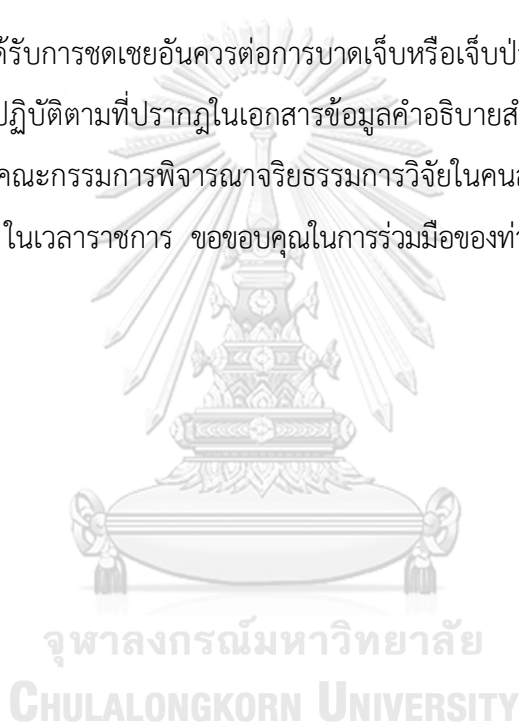 ด้รับการชดเชยอันควรต่อการบาดเจ็บหรือเจ็บป่
ปฏิบัติตามที่ปรากฏในเอกสารข้อมูลคำอธิบายสำ
คณะกรรมการพิจารณาจริยธรรมการวิจัยในคน
ในเวลาราชการ ขอขอบคุณในการร่วมมือของท่า
จุฬาลงกรณ์มหาวิทยาลัย
CHULALONGKORN UNIVERSITY